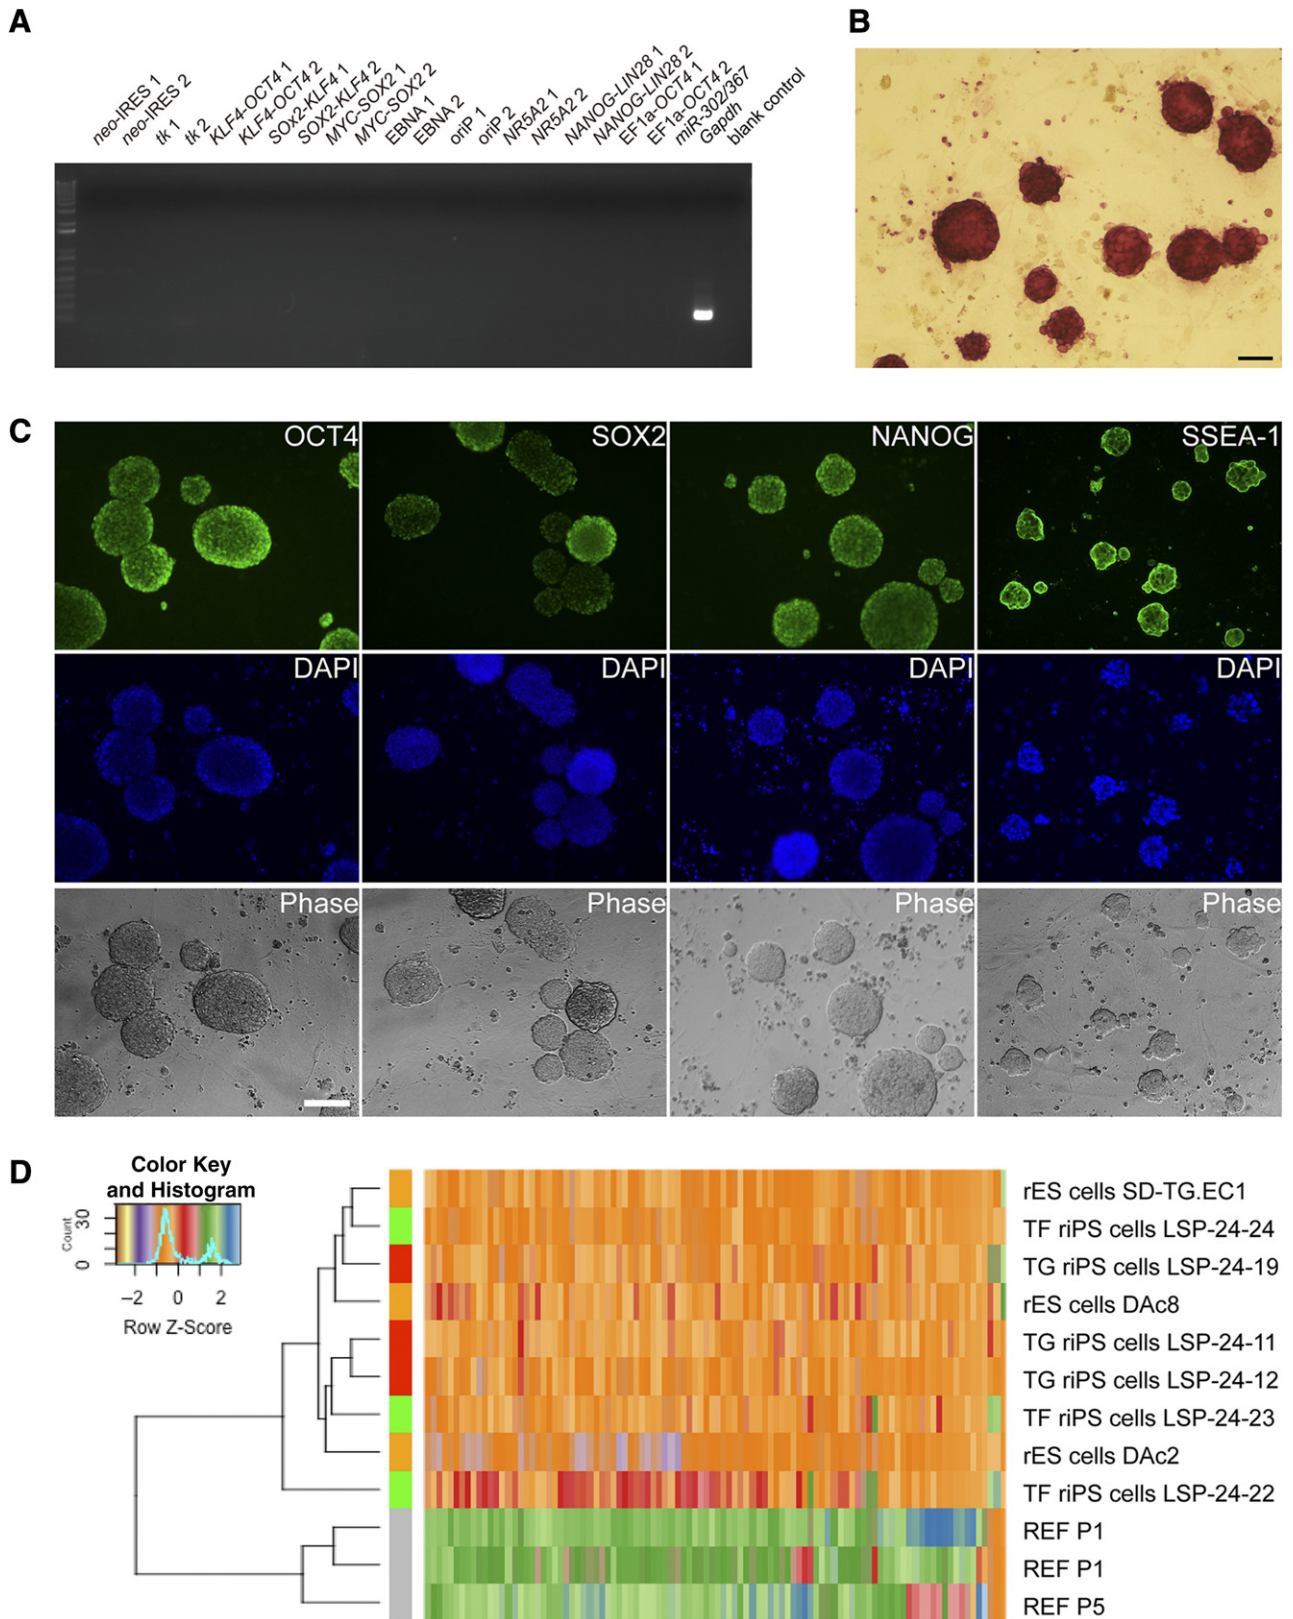 A
B
neo-IRES 1
neo-IRES 2
tk 1
tk 2
KLF4-OCT4 1
KLF4-OCT4 2
SOx2-KLF4 1
SOX2-KLF4 2
MYC-SOX2 1
MYC-SOX2 2
EBNA 1
EBNA 2
oriP 1
oriP 2
NR5A2 1
NR5A2 2
NANOG-LIN28 1
NANOG-LIN28 2
EF1a-OCT4 1
EF1a-OCT4 2
miR-302/367
Gapdh
blank control
C
OCT4 SOX2 NANOG SSEA-1
DAPI DAPI DAPI DAPI
Phase Phase Phase Phase
D
Color Key
and Histogram
Count
0 30
−2 0 2
Row Z-Score
rES cells SD-TG.EC1
TF riPS cells LSP-24-24
TG riPS cells LSP-24-19
rES cells DAc8
TG riPS cells LSP-24-11
TG riPS cells LSP-24-12
TF riPS cells LSP-24-23
rES cells DAc2
TF riPS cells LSP-24-22
REF P1
REF P1
REF P5